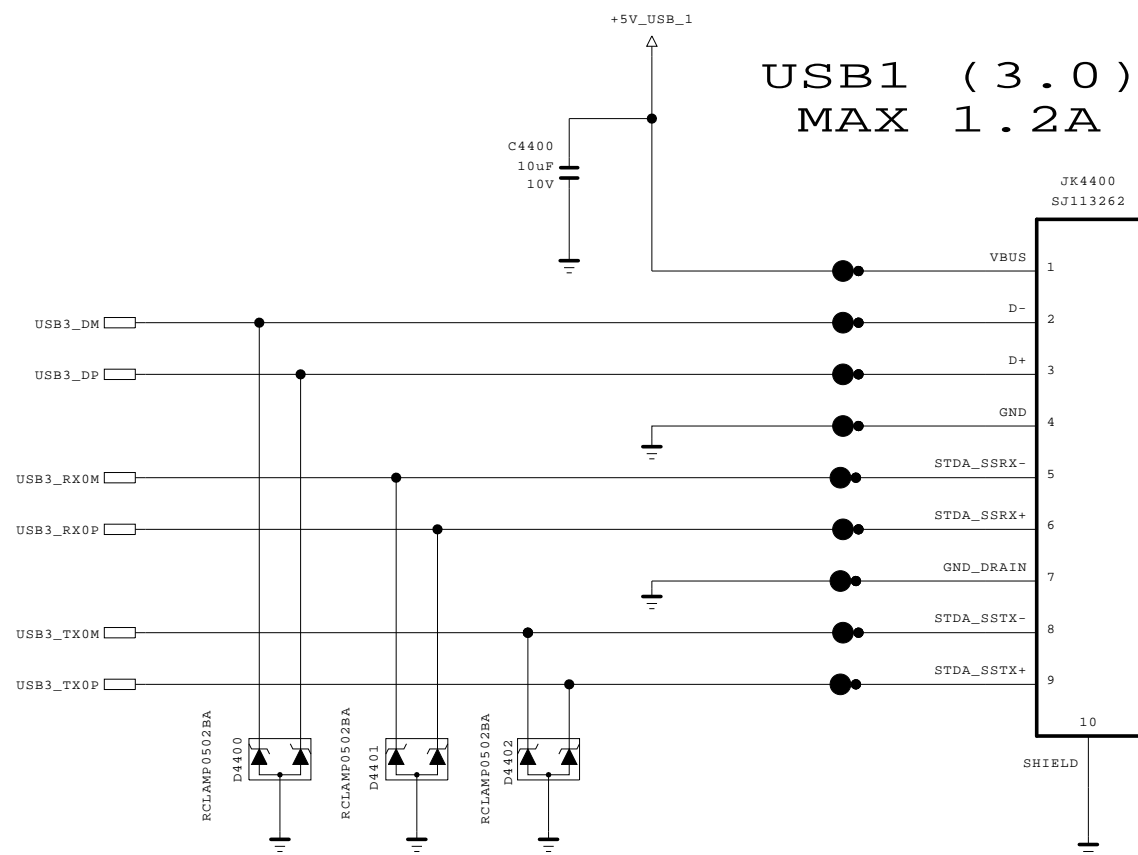 +5V_USB_1
USB1 (3.0)
MAX 1.2A
C4400
10uF
10V
JK4400
SJ113262
VBUS
1
USB3_DM
D-
2
USB3_DP
D+
3
GND
4
USB3_RX0M
STDA_SSRX-
5
USB3_RX0P
STDA_SSRX+
6
GND_DRAIN
7
USB3_TX0M
STDA_SSTX-
8
USB3_TX0P
STDA_SSTX+
9
10
SHIELD
RCLAMP0502BA
D4400
RCLAMP0502BA
D4401
RCLAMP0502BA
D4402